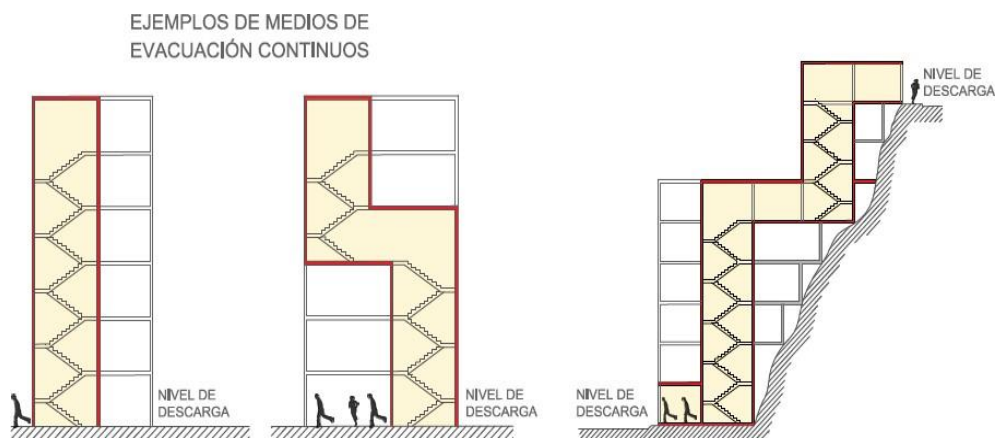 EJEMPLOS DE MEDIOS DE
EVACUACIÓN CONTINUOS
NIVEL DE
DESCARGA
NIVEL DE
DESCARGA
NIVEL DE
DESCARGA
NIVEL DE
DESCARGA